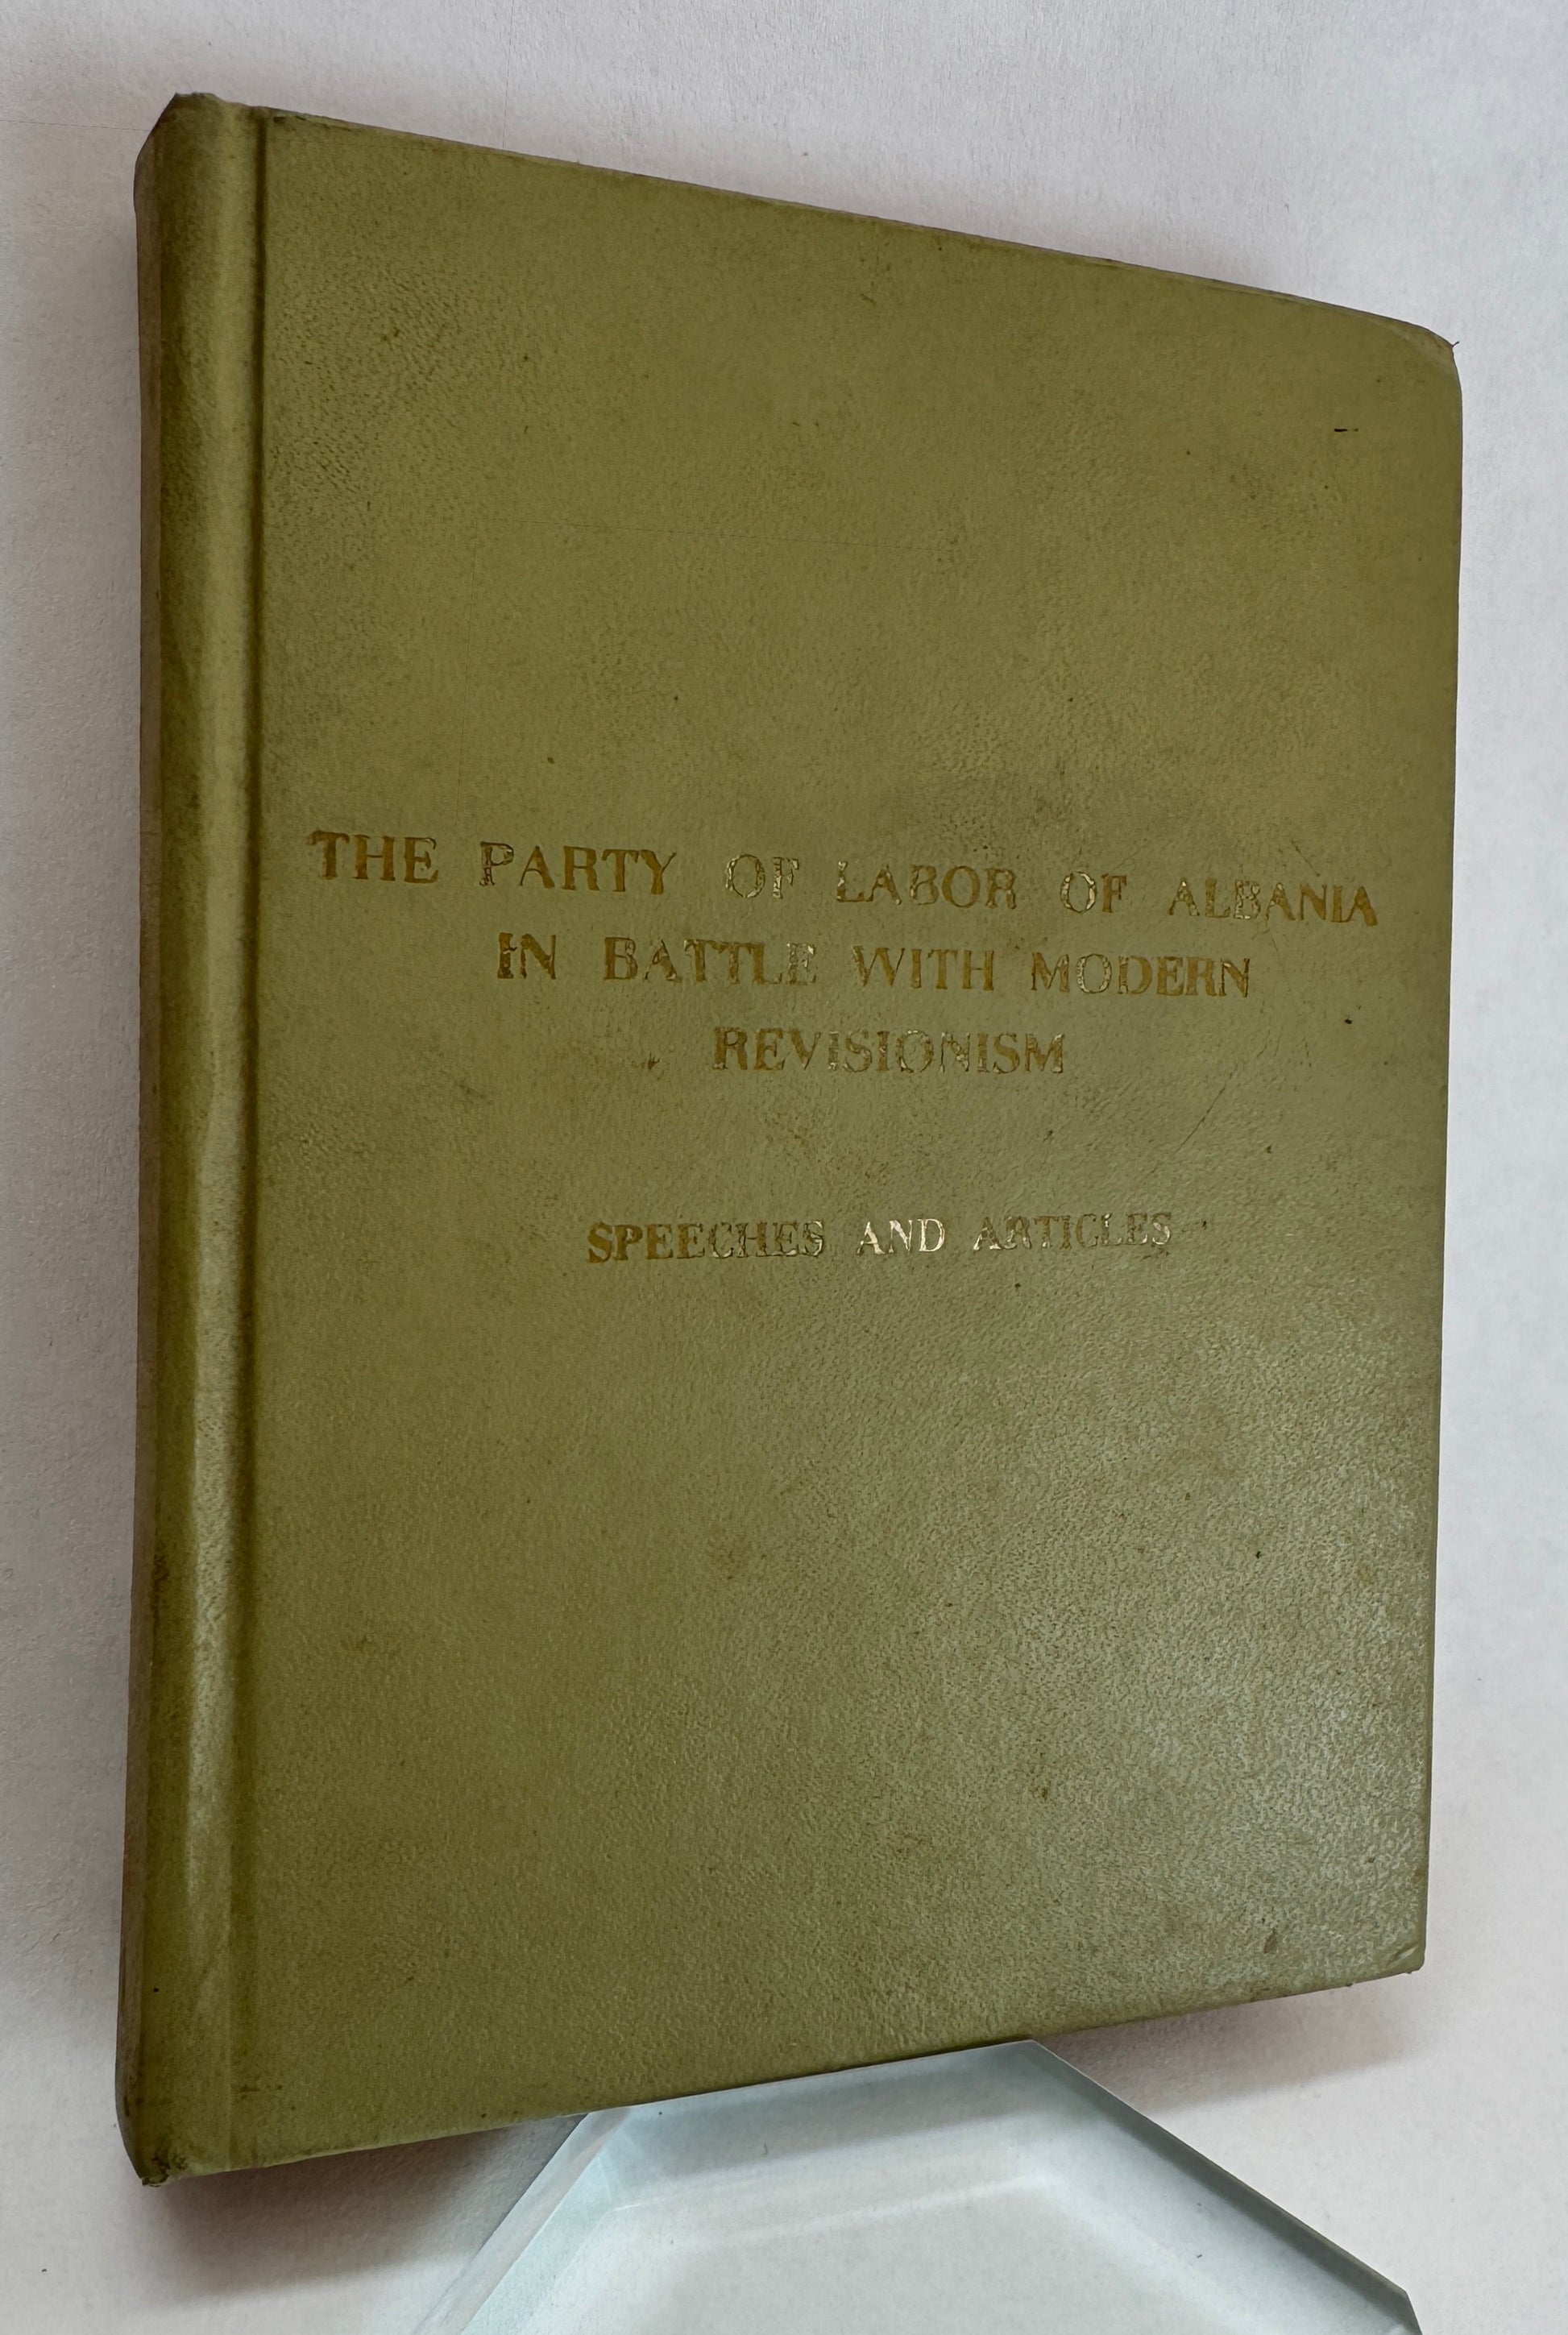 THE PARTY OF LABOR OF ALBANIA
IN BATTLE WITH MODERN
REVISIONISM
SPEECHES AND ARTICLES